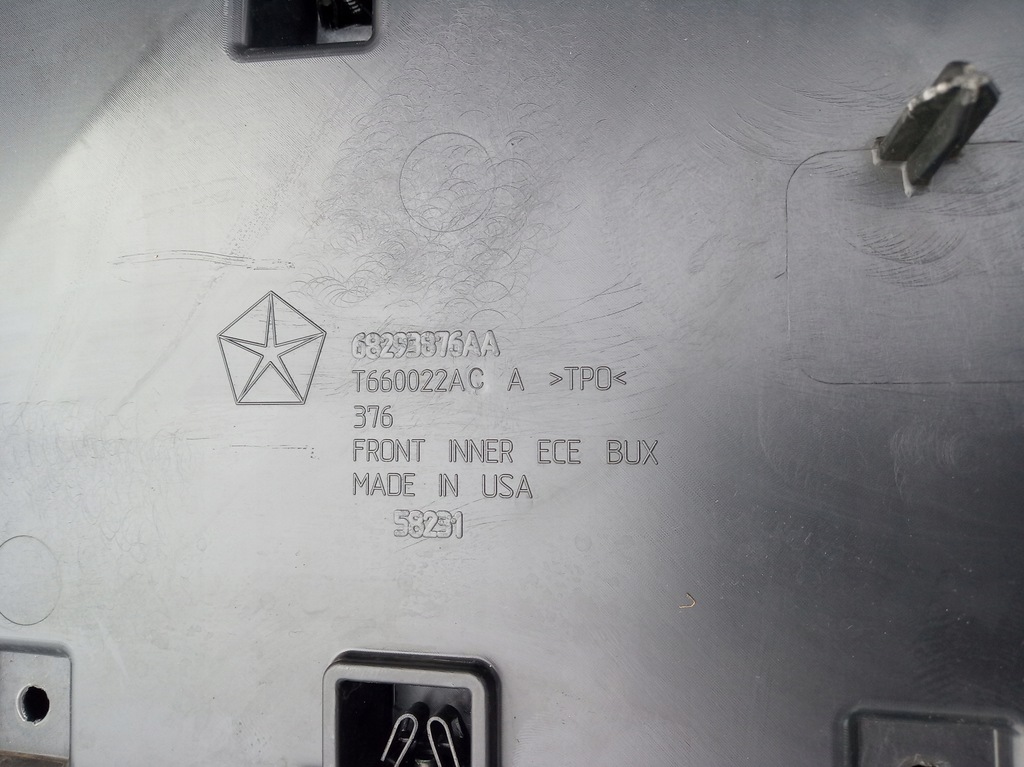 68293876AA
T660022AC A >TPO<
376
FRONT INNER ECE BUX
MADE IN USA
58231